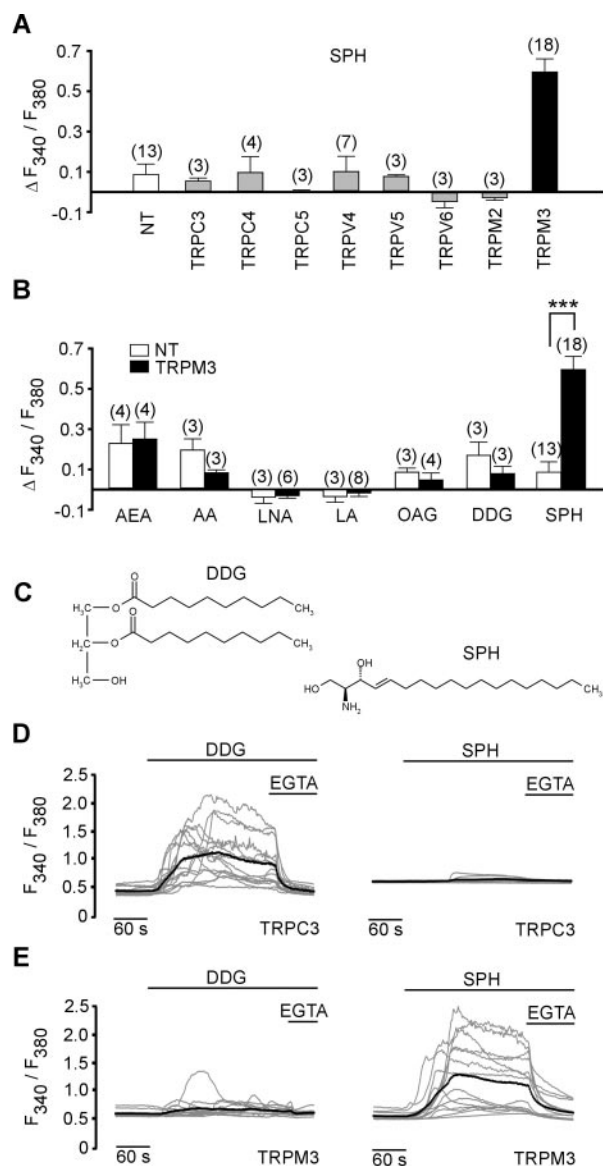 A
SPH
Δ F340 / F380
0.7
0.5
0.3
0.1
-0.1
(13)
(3)
(4)
(3)
(7)
(3)
(3)
(3)
(18)
NT
TRPC3
TRPC4
TRPC5
TRPV4
TRPV5
TRPV6
TRPM2
TRPM3
B
NT
TRPM3
***
Δ F340 / F380
0.7
0.5
0.3
0.1
-0.1
(4) (4)
(3) (3)
(3) (6)
(3) (8)
(3) (4)
(3) (3)
(13) (18)
AEA AA LNA LA OAG DDG SPH
C
DDG
O
H2C O CH3
O
H2C O CH3
H2C OH
SPH
OH
HO CH3
NH2
D
DDG SPH
EGTA EGTA
F340 / F380
2.5
2.0
1.5
1.0
0.5
0
60 s TRPC3 60 s TRPC3
E
DDG SPH
EGTA EGTA
F340 / F380
2.5
2.0
1.5
1.0
0.5
0
60 s TRPM3 60 s TRPM3